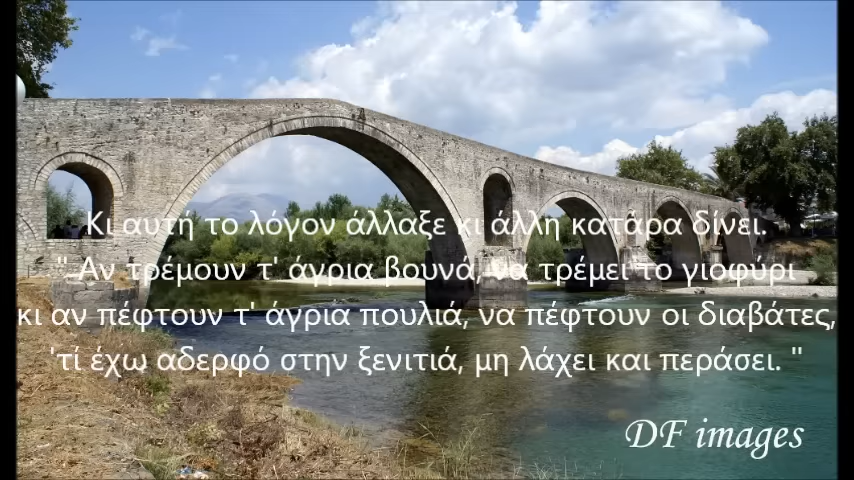 Κι αυτή το λόγον άλλαξε κι άλλη κατάρα δίνει.
"- Αν τρέμουν τ' άγρια βουνά, να τρέμει το γιοφύρι
κι αν πέφτουν τ' άγρια πουλιά, να πέφτουν οι διαβάτες,
'τί έχω αδερφό στην ξενιτιά, μη λάχει και περάσει. "
DF images